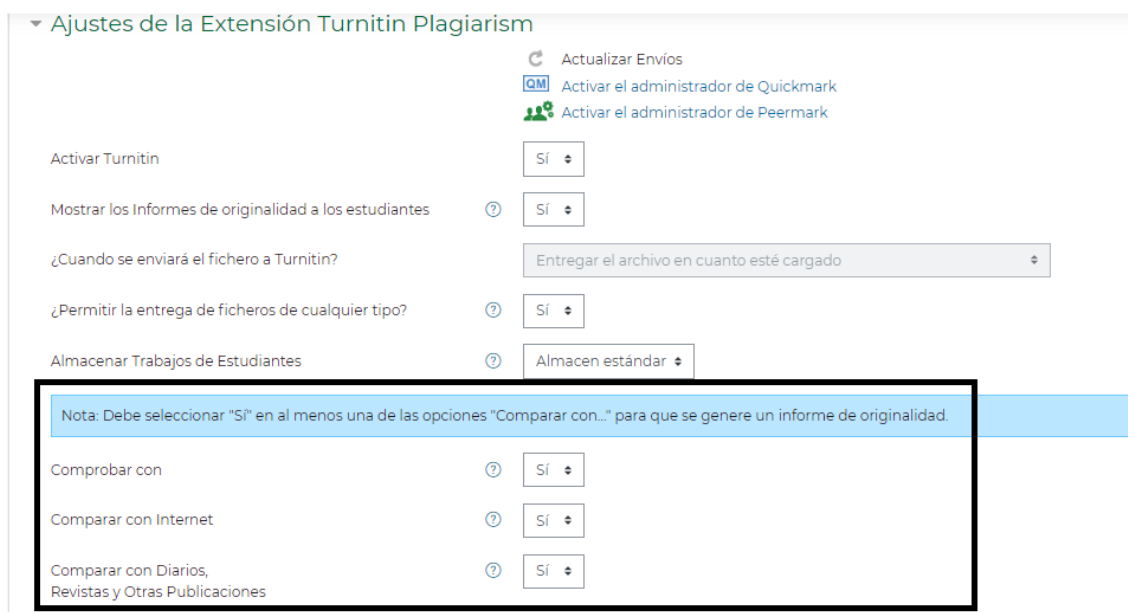 Ajustes de la Extensión Turnitin Plagiarism
Actualizar Envíos
QM Activar el administrador de Quickmark
Activar el administrador de Peermark
Activar Turnitin Sí
Mostrar los Informes de originalidad a los estudiantes ? Sí
¿Cuando se enviará el fichero a Turnitin? Entregar el archivo en cuanto esté cargado
¿Permitir la entrega de ficheros de cualquier tipo? ? Sí
Almacenar Trabajos de Estudiantes ? Almacen estándar
Nota: Debe seleccionar "Sí" en al menos una de las opciones "Comparar con..." para que se genere un informe de originalidad.
Comprobar con ? Sí
Comparar con Internet ? Sí
Comparar con Diarios, ? Sí
Revistas y Otras Publicaciones